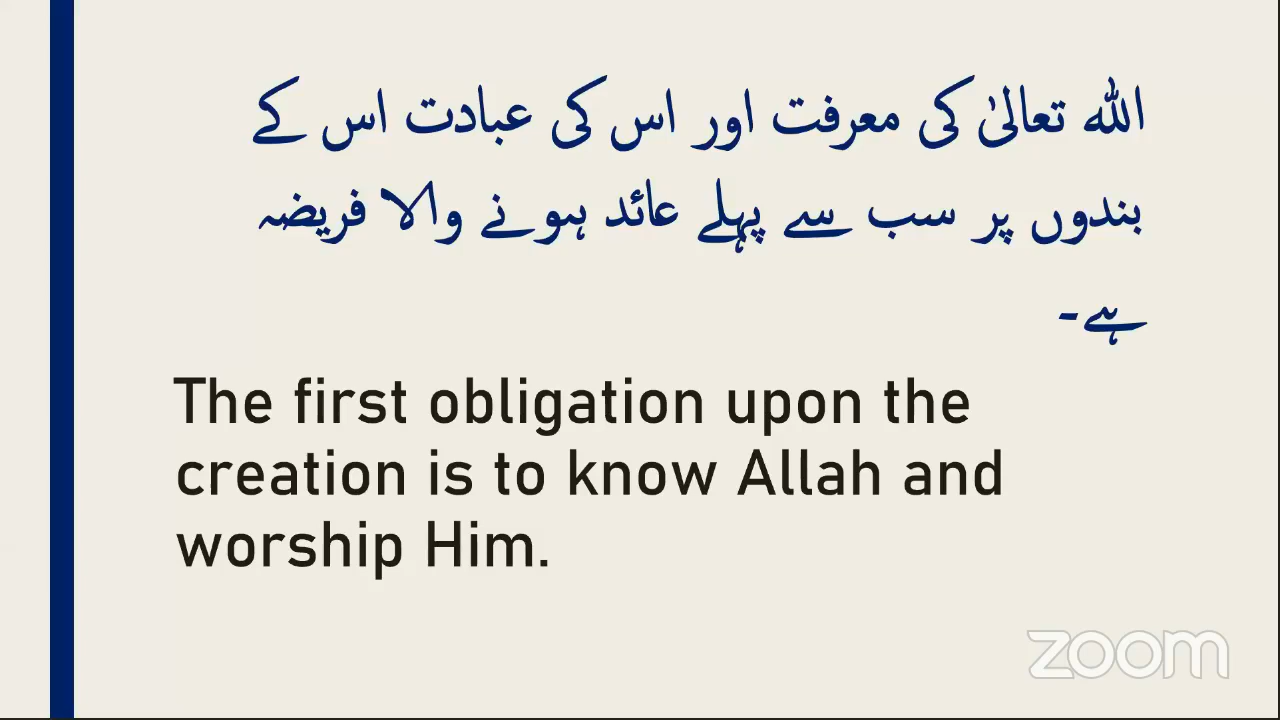 اللہ تعالیٰ کی معرفت اور اس کی عبادت اس کے
بندوں پر سب سے پہلے عائد ہونے والا فریضہ
ہے۔
The first obligation upon the
creation is to know Allah and
worship Him.
zoom